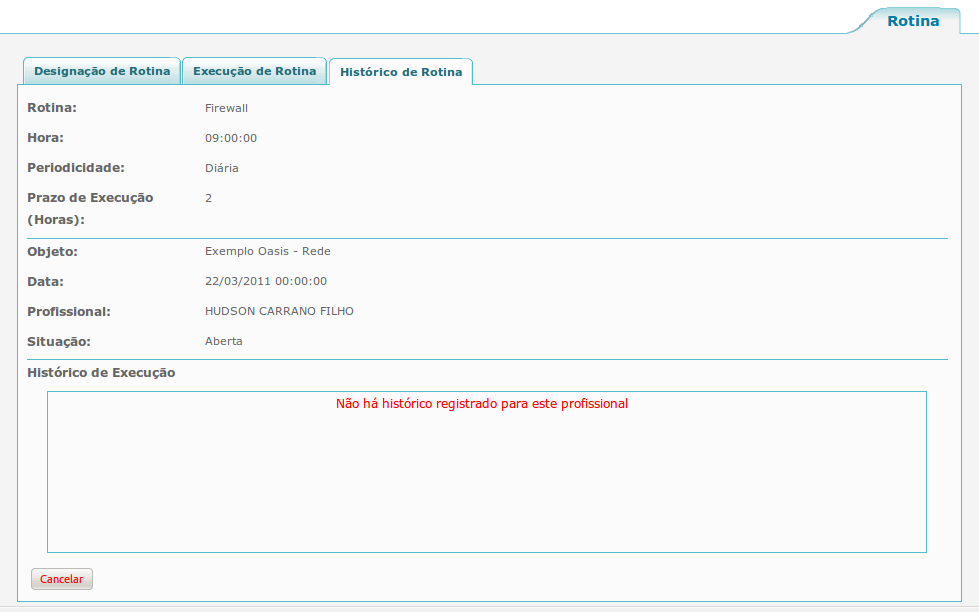 Rotina
Designação de Rotina Execução de Rotina Histórico de Rotina
Rotina: Firewall
Hora: 09:00:00
Periodicidade: Diária
Prazo de Execução 2
(Horas):
Objeto: Exemplo Oasis - Rede
Data: 22/03/2011 00:00:00
Profissional: HUDSON CARRANO FILHO
Situação: Aberta
Histórico de Execução
Não há histórico registrado para este profissional
Cancelar